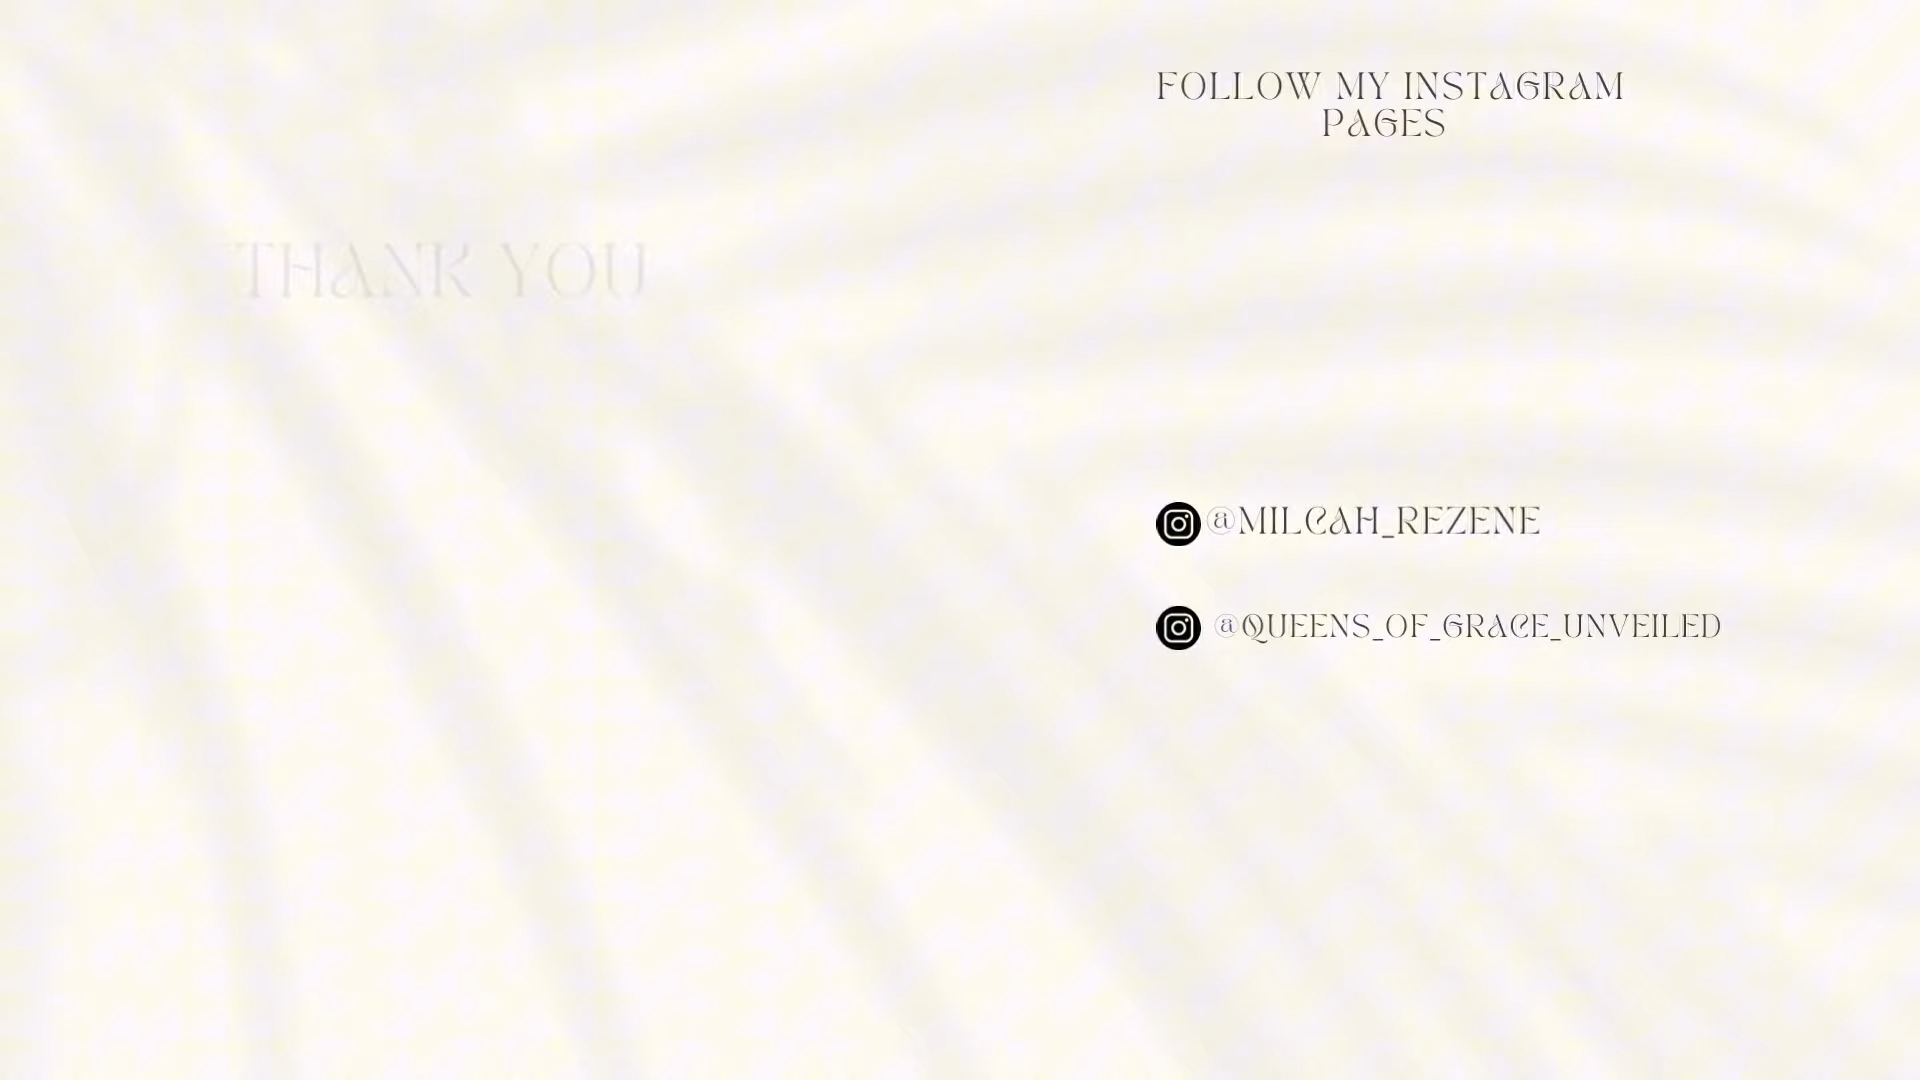 FOLLOW MY INSTAGRAM
PAGES
THANK YOU
@MILCAH_REZENE
@QUEENS_OF_GRACE_UNVEILED